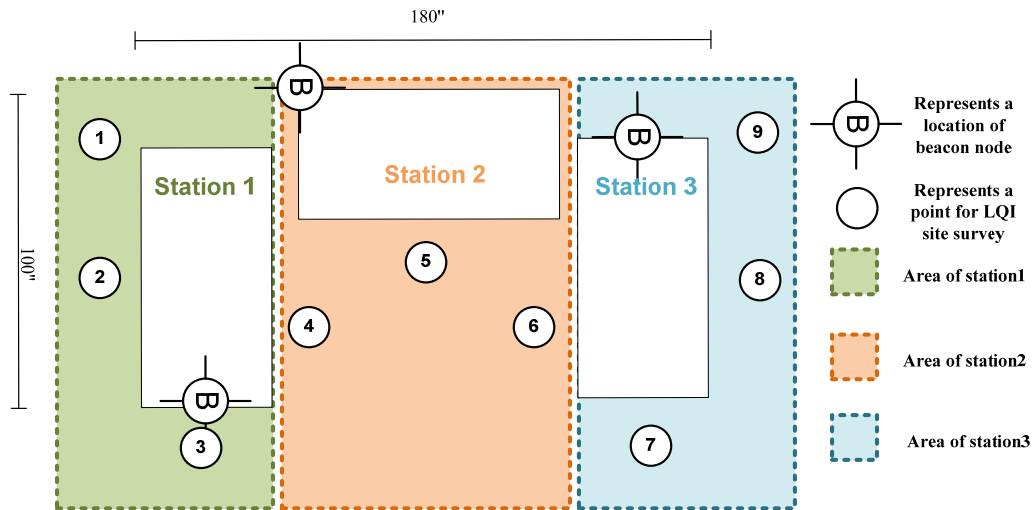 180"
B
B
B
1
9
Station 1
Station 2
Station 3
2
5
8
100"
4
6
B
3
7
Represents a
location of
beacon node
Represents a
point for LQI
site survey
Area of station1
Area of station2
Area of station3